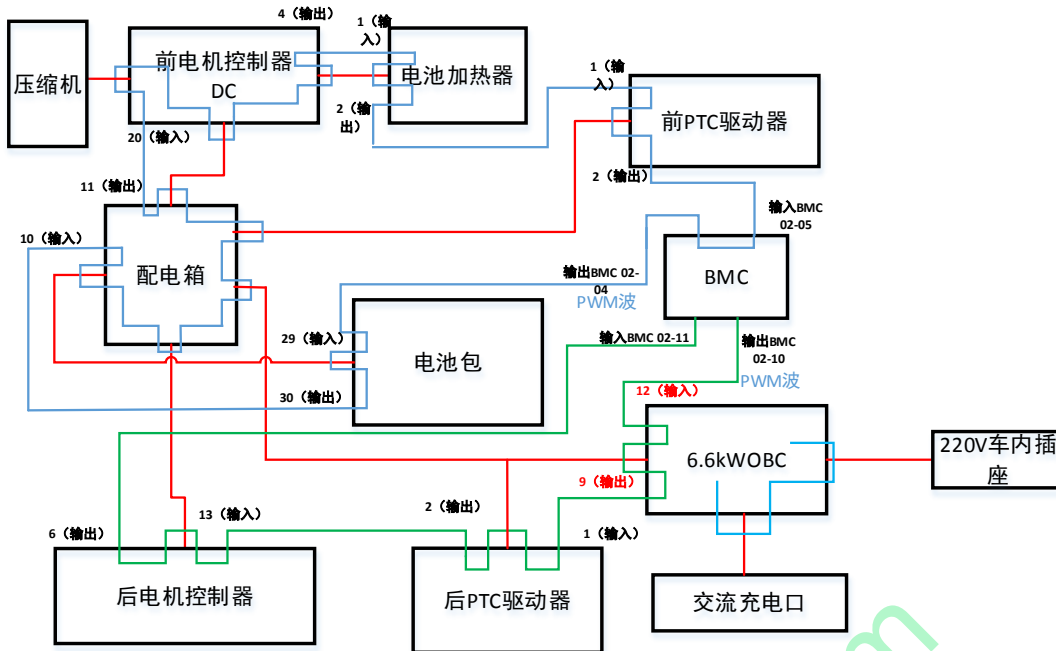 4（输出）
1（输
入）
压缩机
前电机控制器
DC
电池加热器
2（输
出）
1（输
入）
前PTC驱动器
20（输入）
2（输出）
11（输出）
输入BMC
02-05
10（输入）
配电箱
输出BMC 02-
04
PWM波
BMC
29（输入）
电池包
30（输出）
输入BMC 02-11
输出BMC
02-10
PWM波
12（输入）
6.6kWOBC
9（输出）
220V车内插
座
6（输出）
13（输入）
2（输出）
1（输入）
后电机控制器
后PTC驱动器
交流充电口